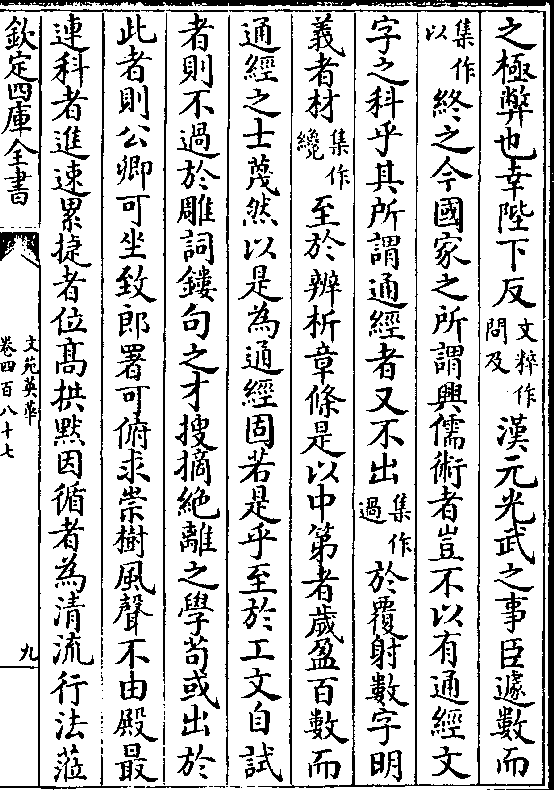 之極弊也幸陛下反文粹作問及漢元光武之事臣遽數而
集作以終之今國家之所謂興儒術者豈不以有通經文
字之科乎其所謂通經者又不出集作過於覆射數字明
義者材集作纔至於辨析章條是以中第者歲盈百數而
通經之士蔑然以是為通經固若是乎至於工文自試
者則不過於雕詞鏤句之才搜摘絶離之學苟或出於
此者則公卿可坐致郎署可俯求崇樹風聲不由殿最
連科者進速累捷者位髙拱黙因循者為清流行法蒞
欽定四庫全書
文苑英華
卷四百八十七
九